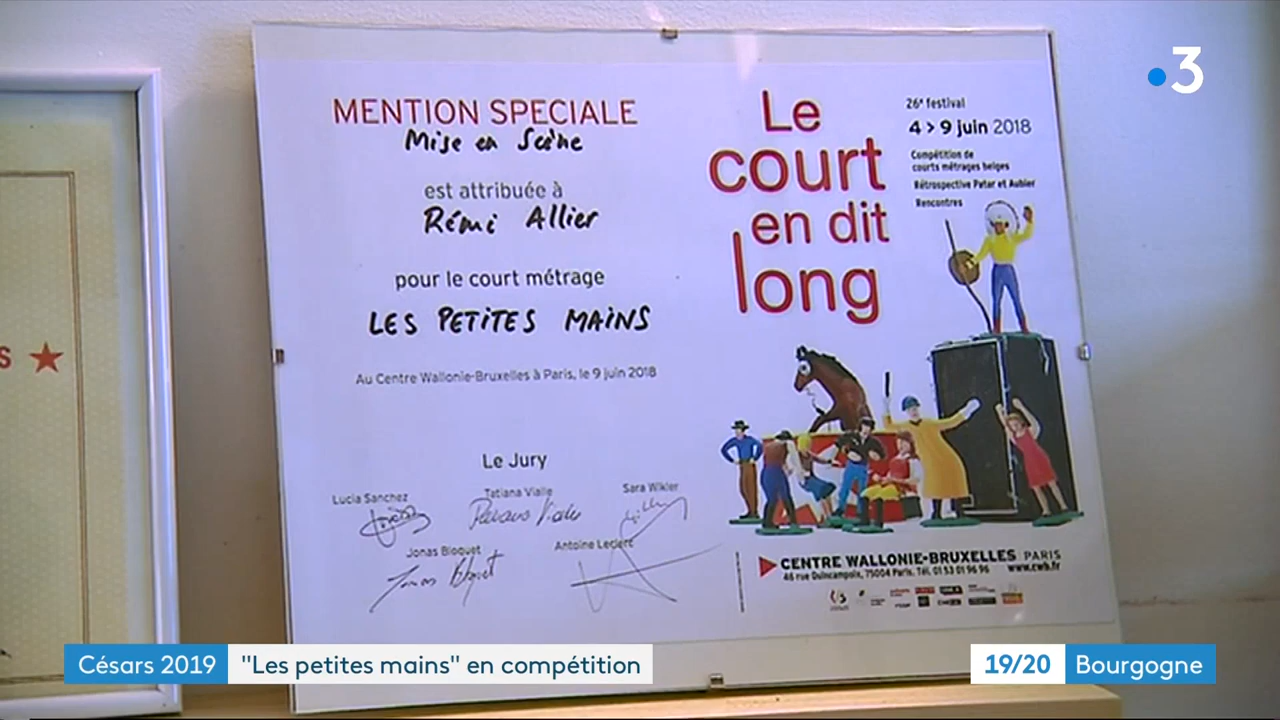 3
S
MENTION SPECIALE
Mise en Scène
est attribuée à
Rémi Allier
pour le court métrage
LES PETITES MAINS
Au Centre Wallonie-Bruxelles à Paris, le 9 juin 2018
Le Jury
Lucia Sanchez
Tatiana Vialle
Sara Wikler
Jonas Bloquet
Antoine Leclerc
Le
court
en dit
long
26e festival
4 > 9 juin 2018
Compétition de
courts métrages belges
Rétrospective Patar et Aubier
Rencontres
CENTRE WALLONIE-BRUXELLES PARIS
46 rue Quincampoix, 75004 Paris. Tél. 01 53 01 96 96 www.cwb.fr
Césars 2019 "Les petites mains" en compétition
19/20 Bourgogne